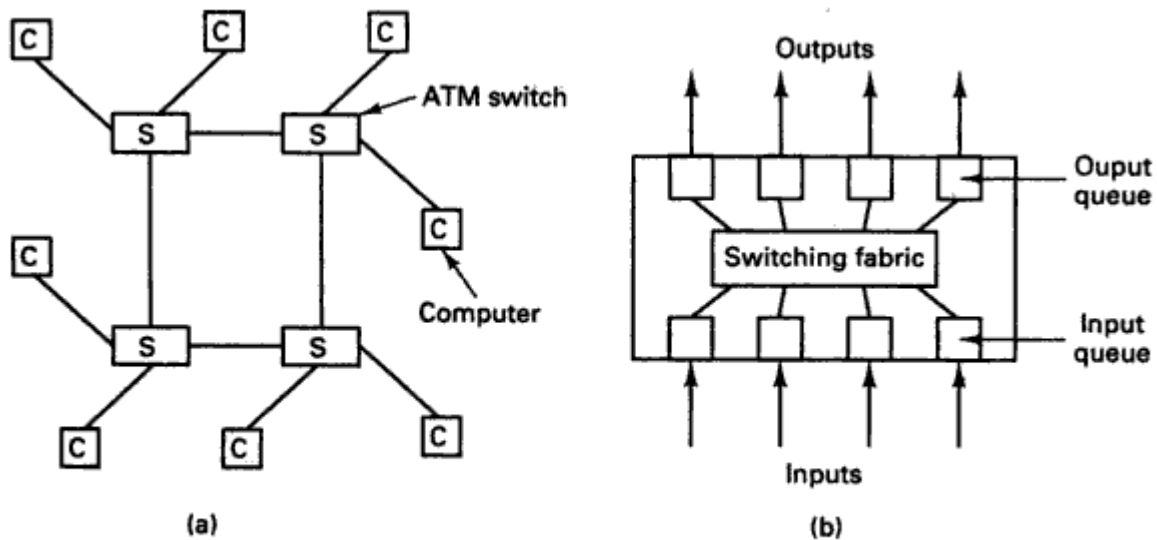 C
C
C
ATM switch
S
S
C
Computer
C
S
S
C
C
C
(a)
Outputs
Ouput
queue
Switching fabric
Input
queue
Inputs
(b)